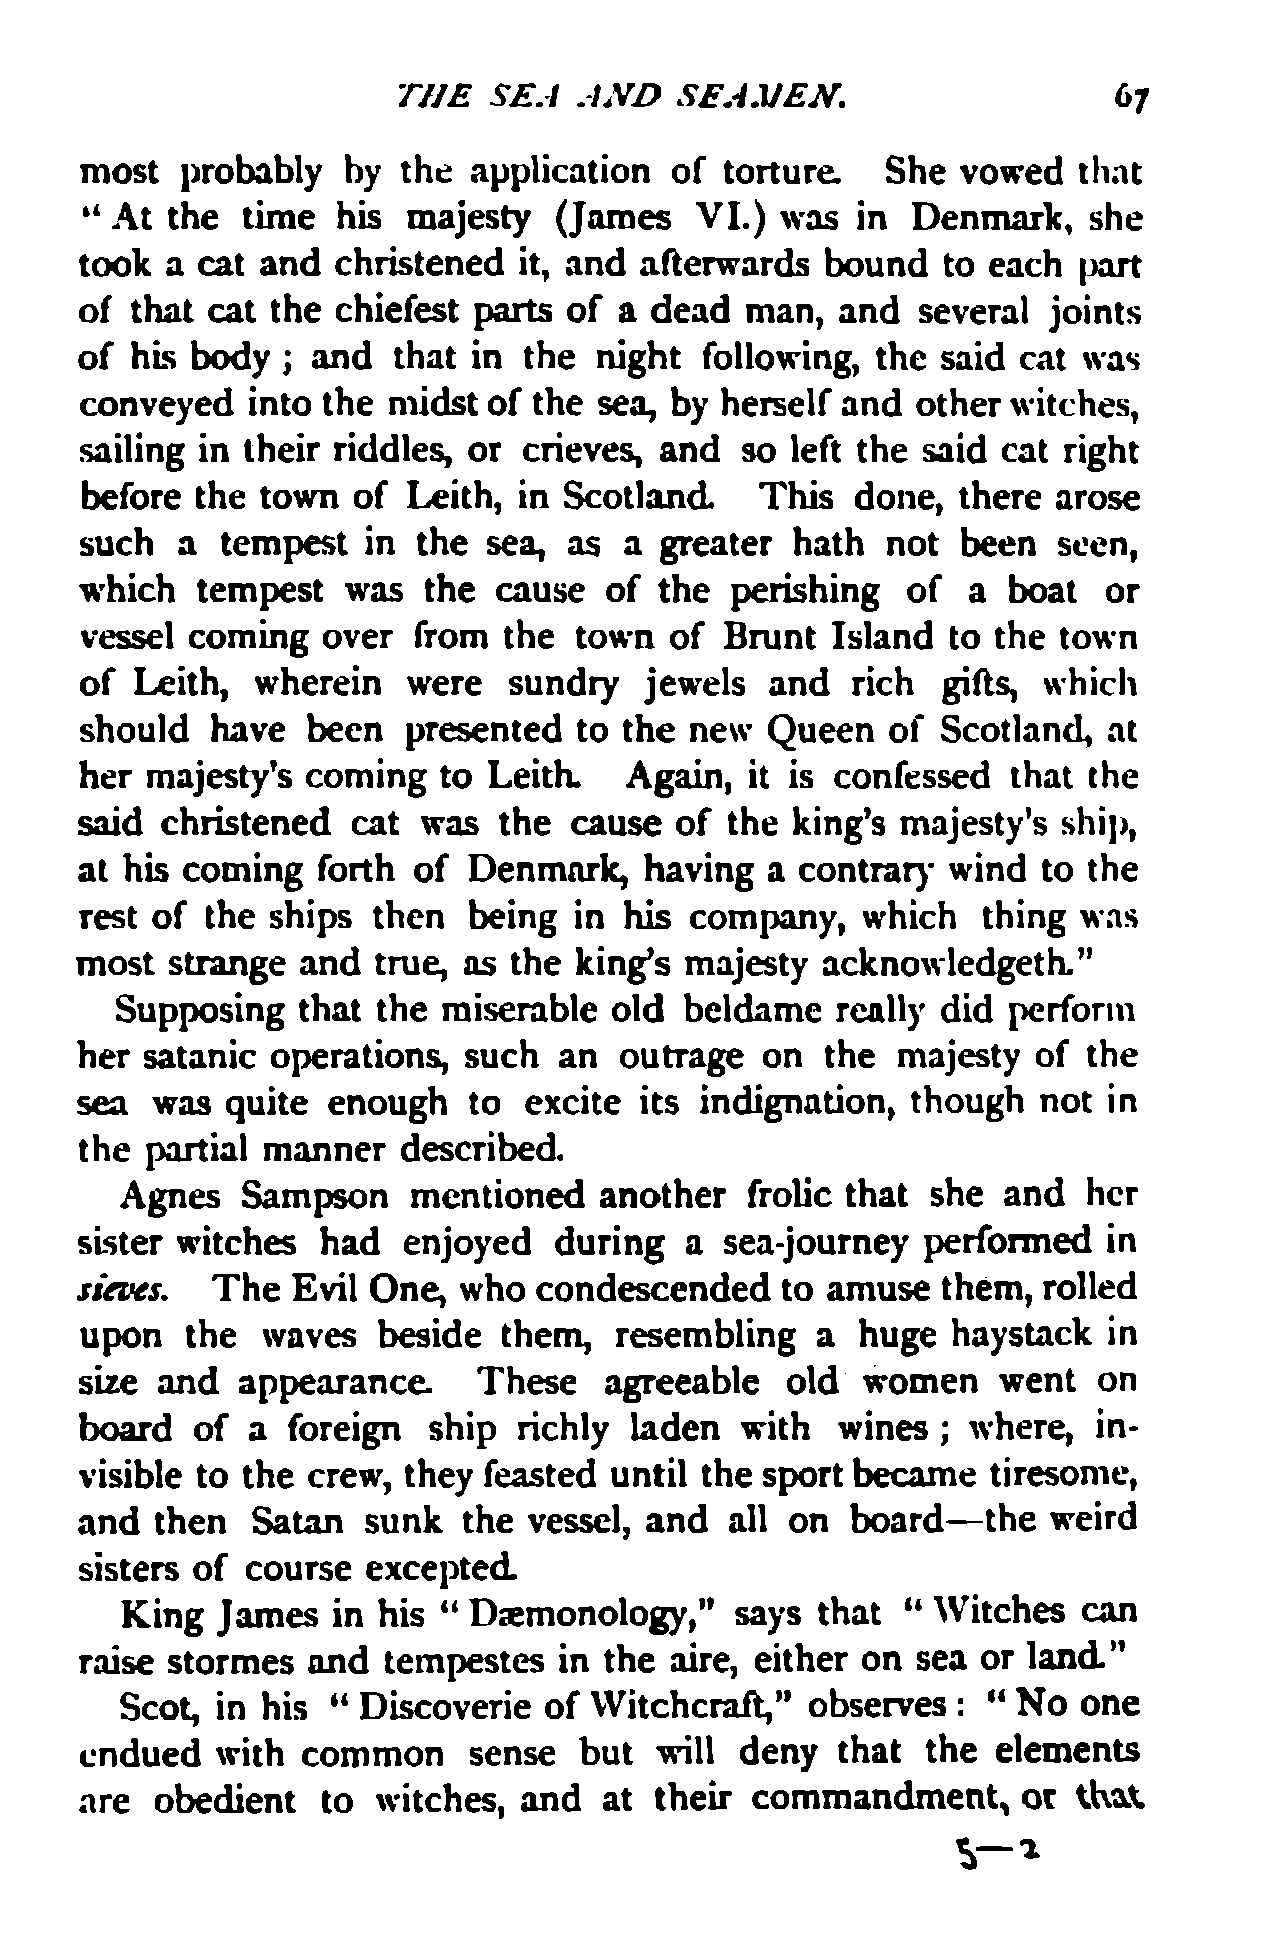 THE SEA AND SEAMEN. 67
most probably by the application of torture. She vowed that
“ At the time his majesty (James VI.) was in Denmark, she
took a cat and christened it, and afterwards bound to each part
of that cat the chiefest parts of a dead man, and several joints
of his body ; and that in the night following, the said cat was
conveyed into the midst of the sea, by herself and other witches,
sailing in their riddles, or crieves, and so left the said cat right
before the town of Leith, in Scotland. This done, there arose
such a tempest in the sea, as a greater hath not been seen,
which tempest was the cause of the perishing of a boat or
vessel coming over from the town of Brunt Island to the town
of Leith, wherein were sundry jewels and rich gifts, which
should have been presented to the new Queen of Scotland, at
her majesty's coming to Leith. Again, it is confessed that the
said christened cat was the cause of the king's majesty's ship,
at his coming forth of Denmark, having a contrary wind to the
rest of the ships then being in his company, which thing was
most strange and true, as the king's majesty acknowledgeth.”
Supposing that the miserable old beldame really did perform
her satanic operations, such an outrage on the majesty of the
sea was quite enough to excite its indignation, though not in
the partial manner described.
Agnes Sampson mentioned another frolic that she and her
sister witches had enjoyed during a sea-journey performed in
sieves. The Evil One, who condescended to amuse them, rolled
upon the waves beside them, resembling a huge haystack in
size and appearance. These agreeable old women went on
board of a foreign ship richly laden with wines ; where, in-
visible to the crew, they feasted until the sport became tiresome,
and then Satan sunk the vessel, and all on board—the weird
sisters of course excepted.
King James in his “ Dæmonology,” says that “ Witches can
raise stormes and tempestes in the aire, either on sea or land.”
Scot, in his “ Discoverie of Witchcraft,” observes : “ No one
endued with common sense but will deny that the elements
are obedient to witches, and at their commandment, or that
5—2